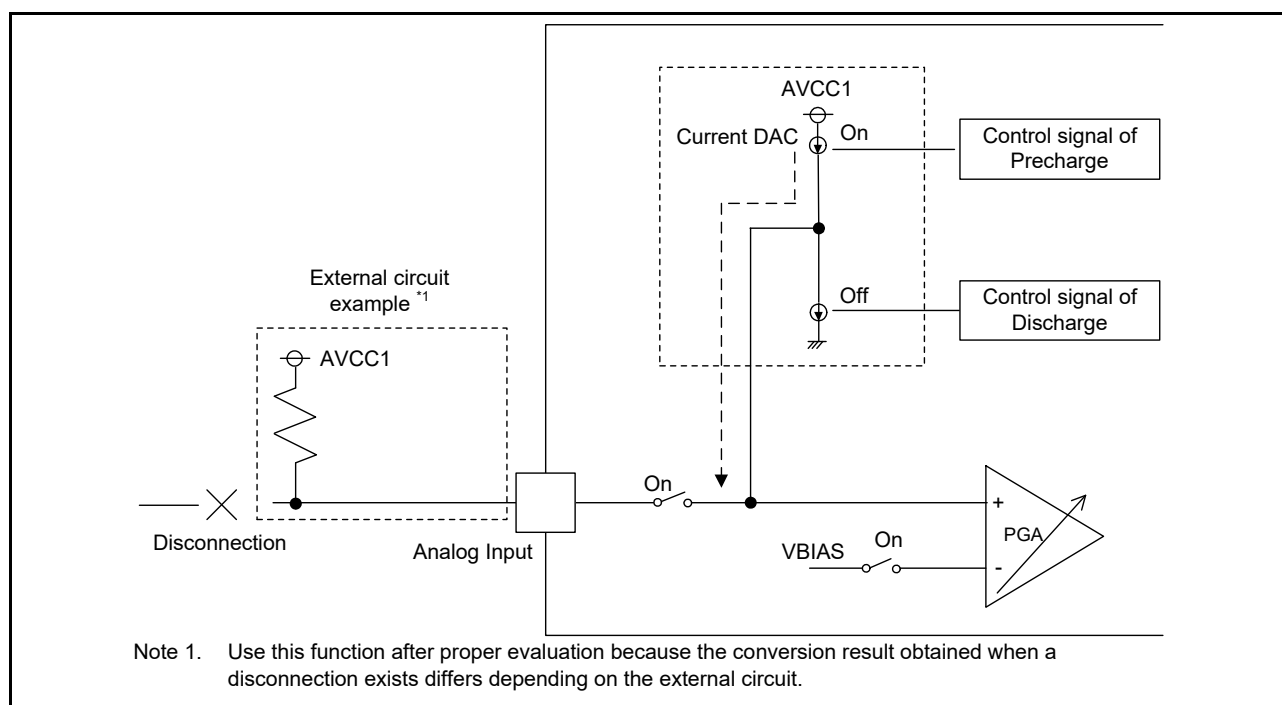 AVCC1
Current DAC
On
Control signal of
Precharge
External circuit
example *1
AVCC1
Off
Control signal of
Discharge
On
Disconnection
Analog Input
VBIAS
On
+
-
PGA
Note 1. Use this function after proper evaluation because the conversion result obtained when a
disconnection exists differs depending on the external circuit.